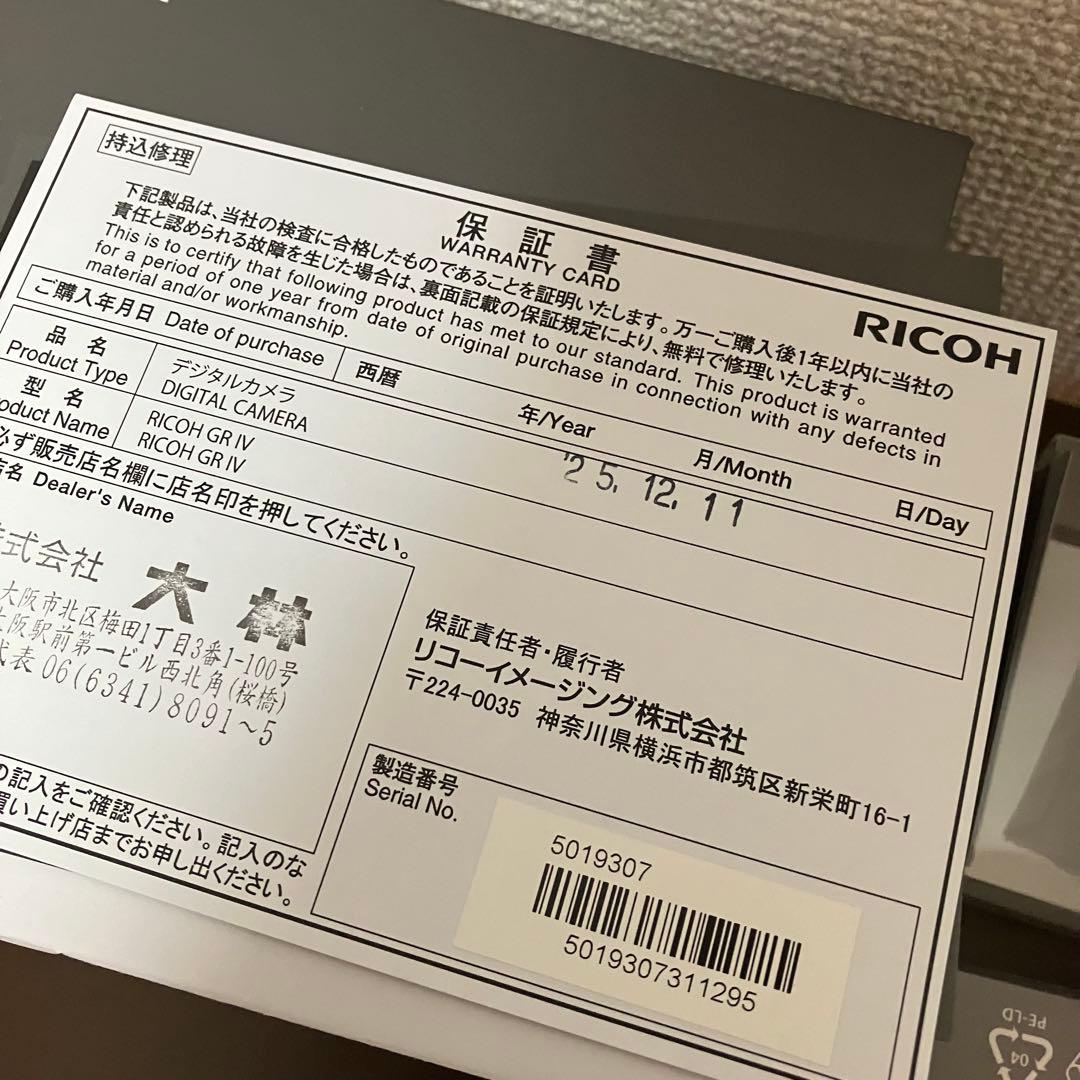 持込修理
保証書
WARRANTY CARD
RICOH
下記製品は、当社の検査に合格したものであることを証明いたします。万一ご購入後1年以内に当社の
責任と認められる故障を生じた場合は、裏面記載の保証規定により、無料で修理いたします。
This is to certify that following product has met to our standard. This product is warranted
for a period of one year from date of original purchase in connection with any defects in
material and/or workmanship.
ご購入年月日 Date of purchase
西暦
年/Year
月/Month
日/Day
'25.12.11
品名
Product Type
デジタルカメラ
DIGITAL CAMERA
型名
oduct Name
RICOH GR IV
RICOH GR IV
必ず販売店名欄に店名印を押してください。
店名 Dealer's Name
株式会社 大林
大阪市北区梅田1丁目3番1-100号
大阪駅前第一ビル西北角(桜橋)
代表 06(6341)8091~5
の記入をご確認ください。記入のな
買い上げ店までお申し出ください。
保証責任者・履行者
リコーイメージング株式会社
〒224-0035 神奈川県横浜市都筑区新栄町16-1
製造番号
Serial No.
5019307
5019307311295
PE-LD
04